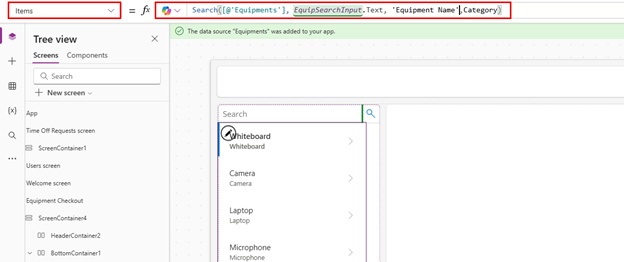 Items
= fx
Search([@'Equipments'], EquipSearchInput.Text, 'Equipment Name',Category)
Tree view
The data source "Equipments" was added to your app.
Screens Components
Search
New screen
App
Time Off Requests screen
ScreenContainer1
Users screen
Welcome screen
Equipment Checkout
ScreenContainer4
HeaderContainer2
BottomContainer1
Search
Whiteboard
Whiteboard
Camera
Camera
Laptop
Laptop
Microphone
Microphone